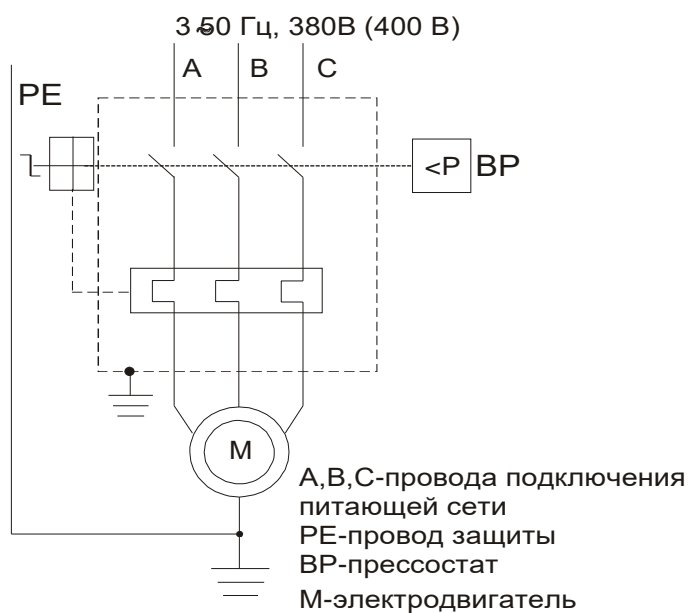 3 ~ 50 Гц, 380В (400 В)
A B C
PE
<P BP
M
A,B,C-провода подключения
питающей сети
PE-провод защиты
BP-прессостат
M-электродвигатель